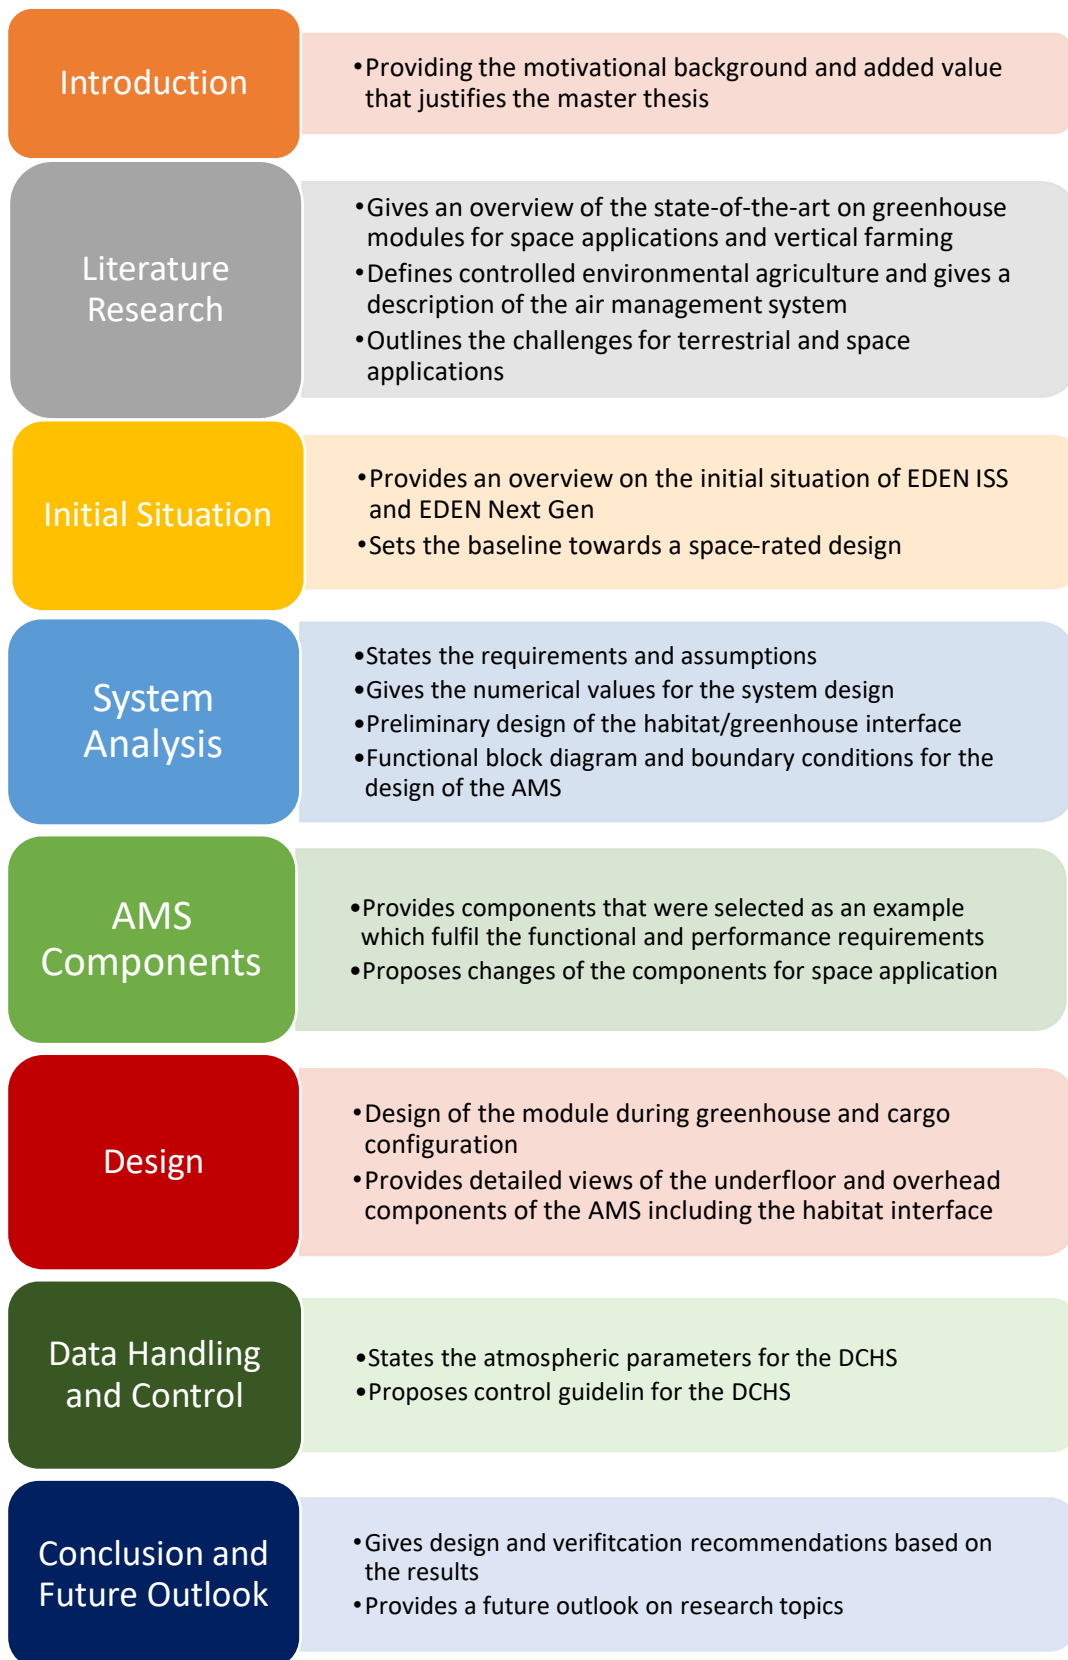 Introduction
•Providing the motivational background and added value
that justifies the master thesis
Literature
Research
•Gives an overview of the state-of-the-art on greenhouse
modules for space applications and vertical farming
•Defines controlled environmental agriculture and gives a
description of the air management system
•Outlines the challenges for terrestrial and space
applications
Initial Situation
•Provides an overview on the initial situation of EDEN ISS
and EDEN Next Gen
•Sets the baseline towards a space-rated design
System
Analysis
•States the requirements and assumptions
•Gives the numerical values for the system design
•Preliminary design of the habitat/greenhouse interface
•Functional block diagram and boundary conditions for the
design of the AMS
AMS
Components
•Provides components that were selected as an example
which fulfil the functional and performance requirements
•Proposes changes of the components for space application
Design
•Design of the module during greenhouse and cargo
configuration
•Provides detailed views of the underfloor and overhead
components of the AMS including the habitat interface
Data Handling
and Control
•States the atmospheric parameters for the DCHS
•Proposes control guidelin for the DCHS
Conclusion and
Future Outlook
•Gives design and verifitcation recommendations based on
the results
•Provides a future outlook on research topics